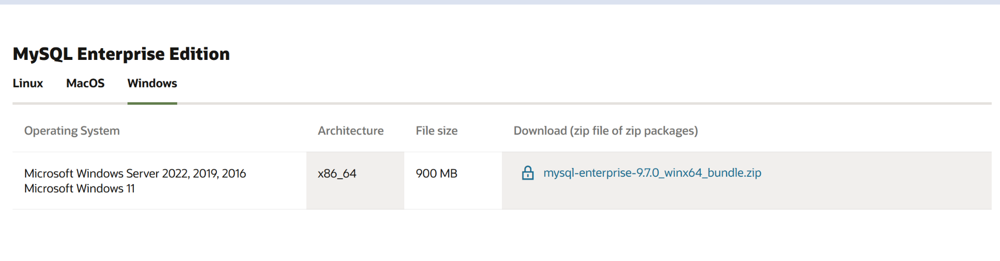 MySQL Enterprise Edition
Linux MacOS Windows
Operating System Architecture File size Download (zip file of zip packages)
Microsoft Windows Server 2022, 2019, 2016 x86_64 900 MB mysql-enterprise-9.7.0_winx64_bundle.zip
Microsoft Windows 11